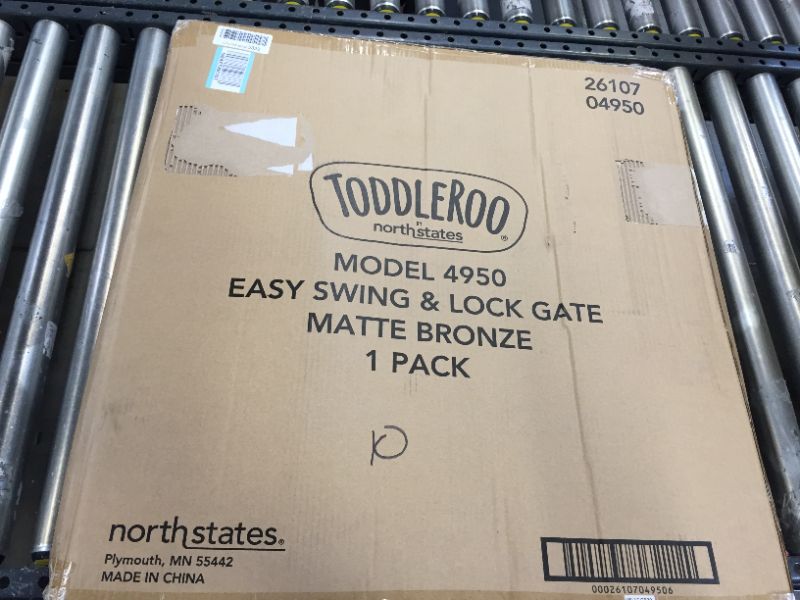 26107
04950
TODDLEROO
by
northstates®
MODEL 4950
EASY SWING & LOCK GATE
MATTE BRONZE
1 PACK
northstates®
Plymouth, MN 55442
MADE IN CHINA
00026107049506